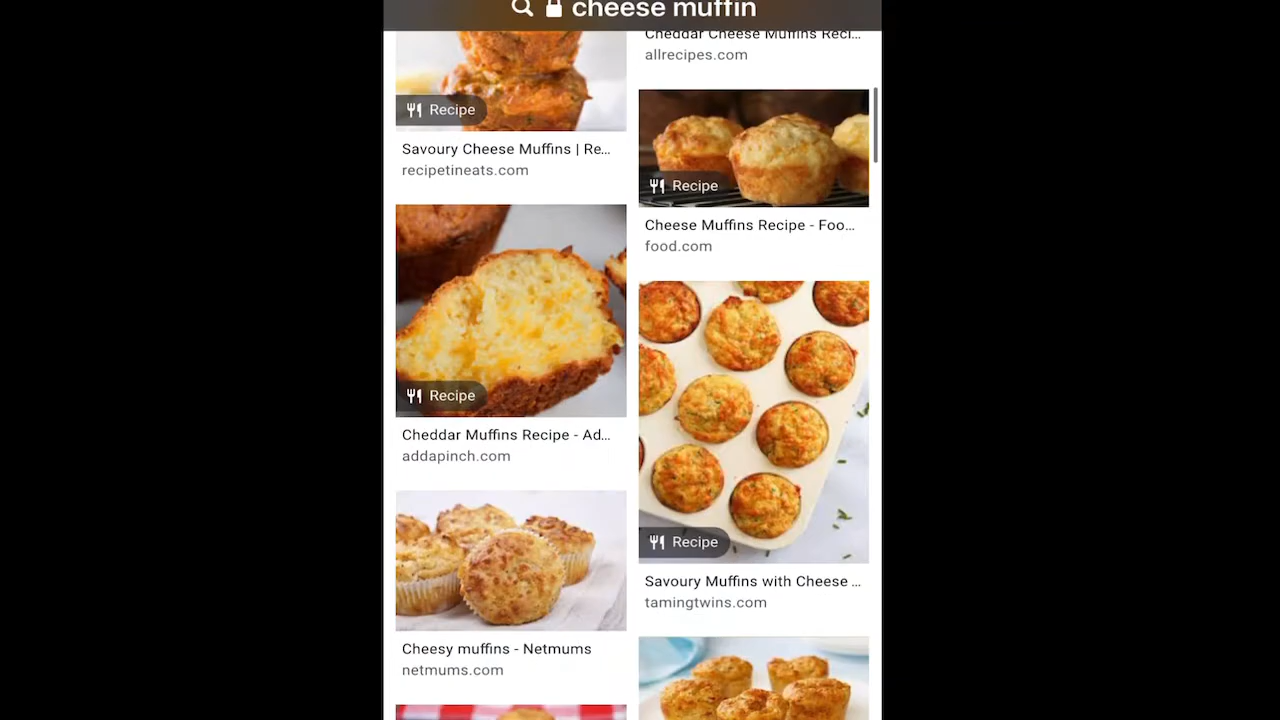 cheese muffin
Recipe
Savoury Cheese Muffins | Re...
recipetineats.com
Recipe
Cheddar Muffins Recipe - Ad...
addapinch.com
Cheesy muffins - Netmums
netmums.com
Cheddar Cheese Muffins Reci...
allrecipes.com
Recipe
Cheese Muffins Recipe - Foo...
food.com
Recipe
Savoury Muffins with Cheese ...
tamingtwins.com